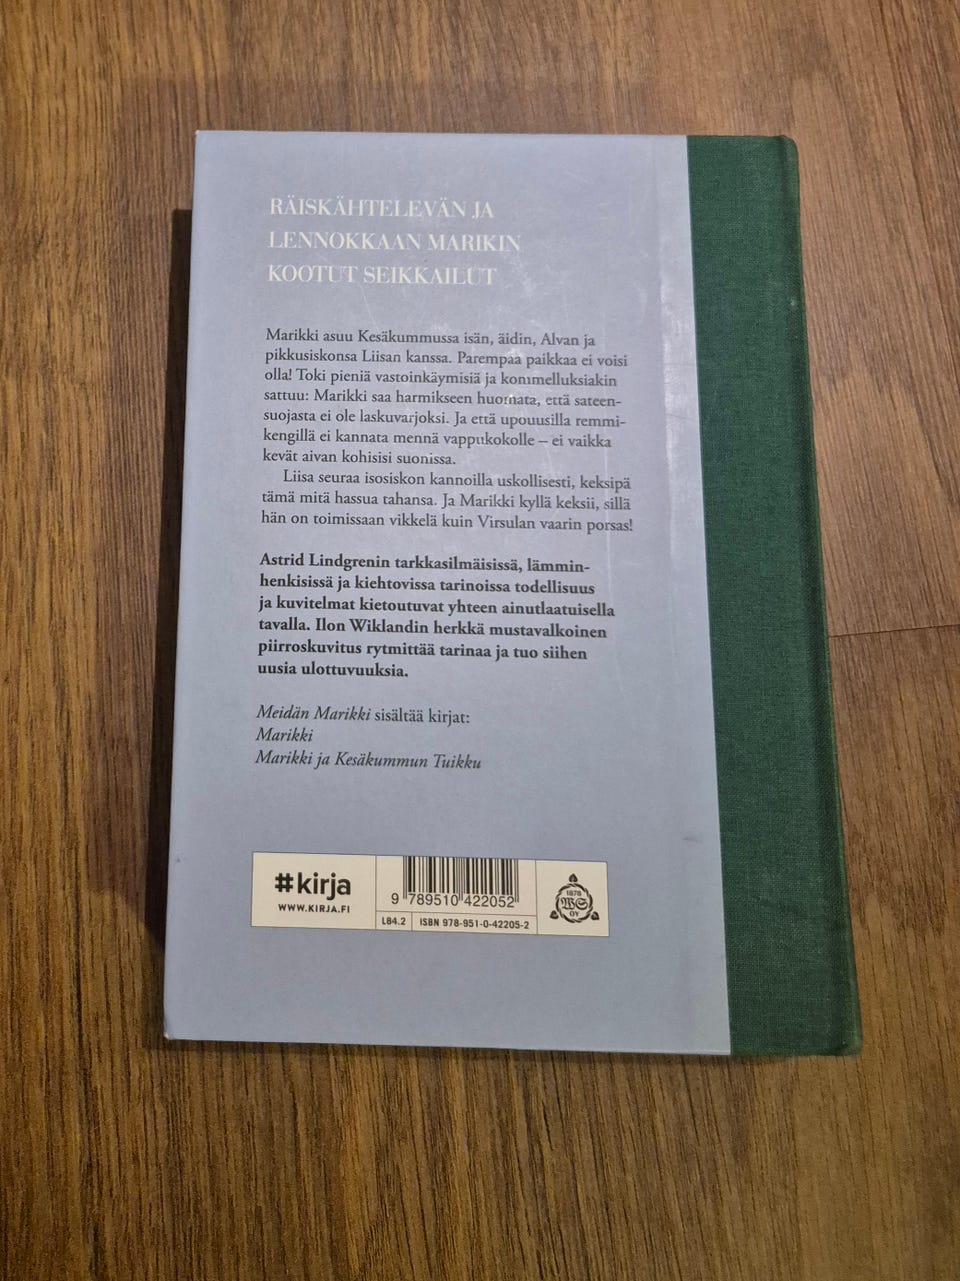 RÄISKÄHTELEVÄN JA
LENNOKKAAN MARIKIN
KOOTUT SEIKKAILUT
Marikki asuu Kesäkummussa isän, äidin, Alvan ja
pikkusiskonsa Liisan kanssa. Parempaa paikkaa ei voisi
olla! Toki pieniä vastoinkäymisiä ja kommelluksiakin
sattuu: Marikki saa harmikseen huomata, että sateen-
suojasta ei ole laskuvarjoksi. Ja että upouusilla remmi-
kengillä ei kannata mennä vappukokolle – ei vaikka
kevät aivan kohisisi suonissa.
Liisa seuraa isosiskon kannoilla uskollisesti, keksipä
tämä mitä hassua tahansa. Ja Marikki kyllä keksii, sillä
hän on toimissaan vikkelä kuin Virsulan vaarin porsas!
Astrid Lindgrenin tarkkasilmäisissä, lämmin-
henkisissä ja kiehtovissa tarinoissa todellisuus
ja kuvitelmat kietoutuvat yhteen ainutlaatuisella
tavalla. Ilon Wiklandin herkkä mustavalkoinen
piirroskuvitus rytmittää tarinaa ja tuo siihen
uusia ulottuvuuksia.
Meidän Marikki sisältää kirjat:
Marikki
Marikki ja Kesäkummun Tuikku
#kirja
WWW.KIRJA.FI
9 789510 422052
L84.2 ISBN 978-951-0-42205-2
1878
WS
OY